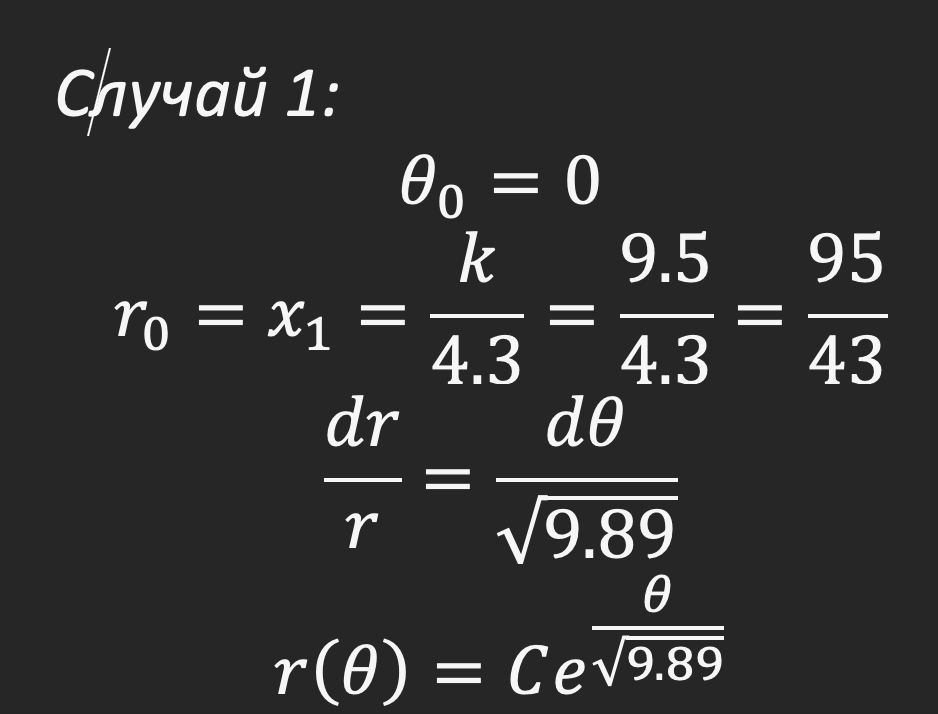 Случай 1:
θ₀ = 0
r₀ = x₁ = k/4.3 = 9.5/4.3 = 95/43
dr/r = dθ/√9.89
r(θ) = Ce^(θ/√9.89)